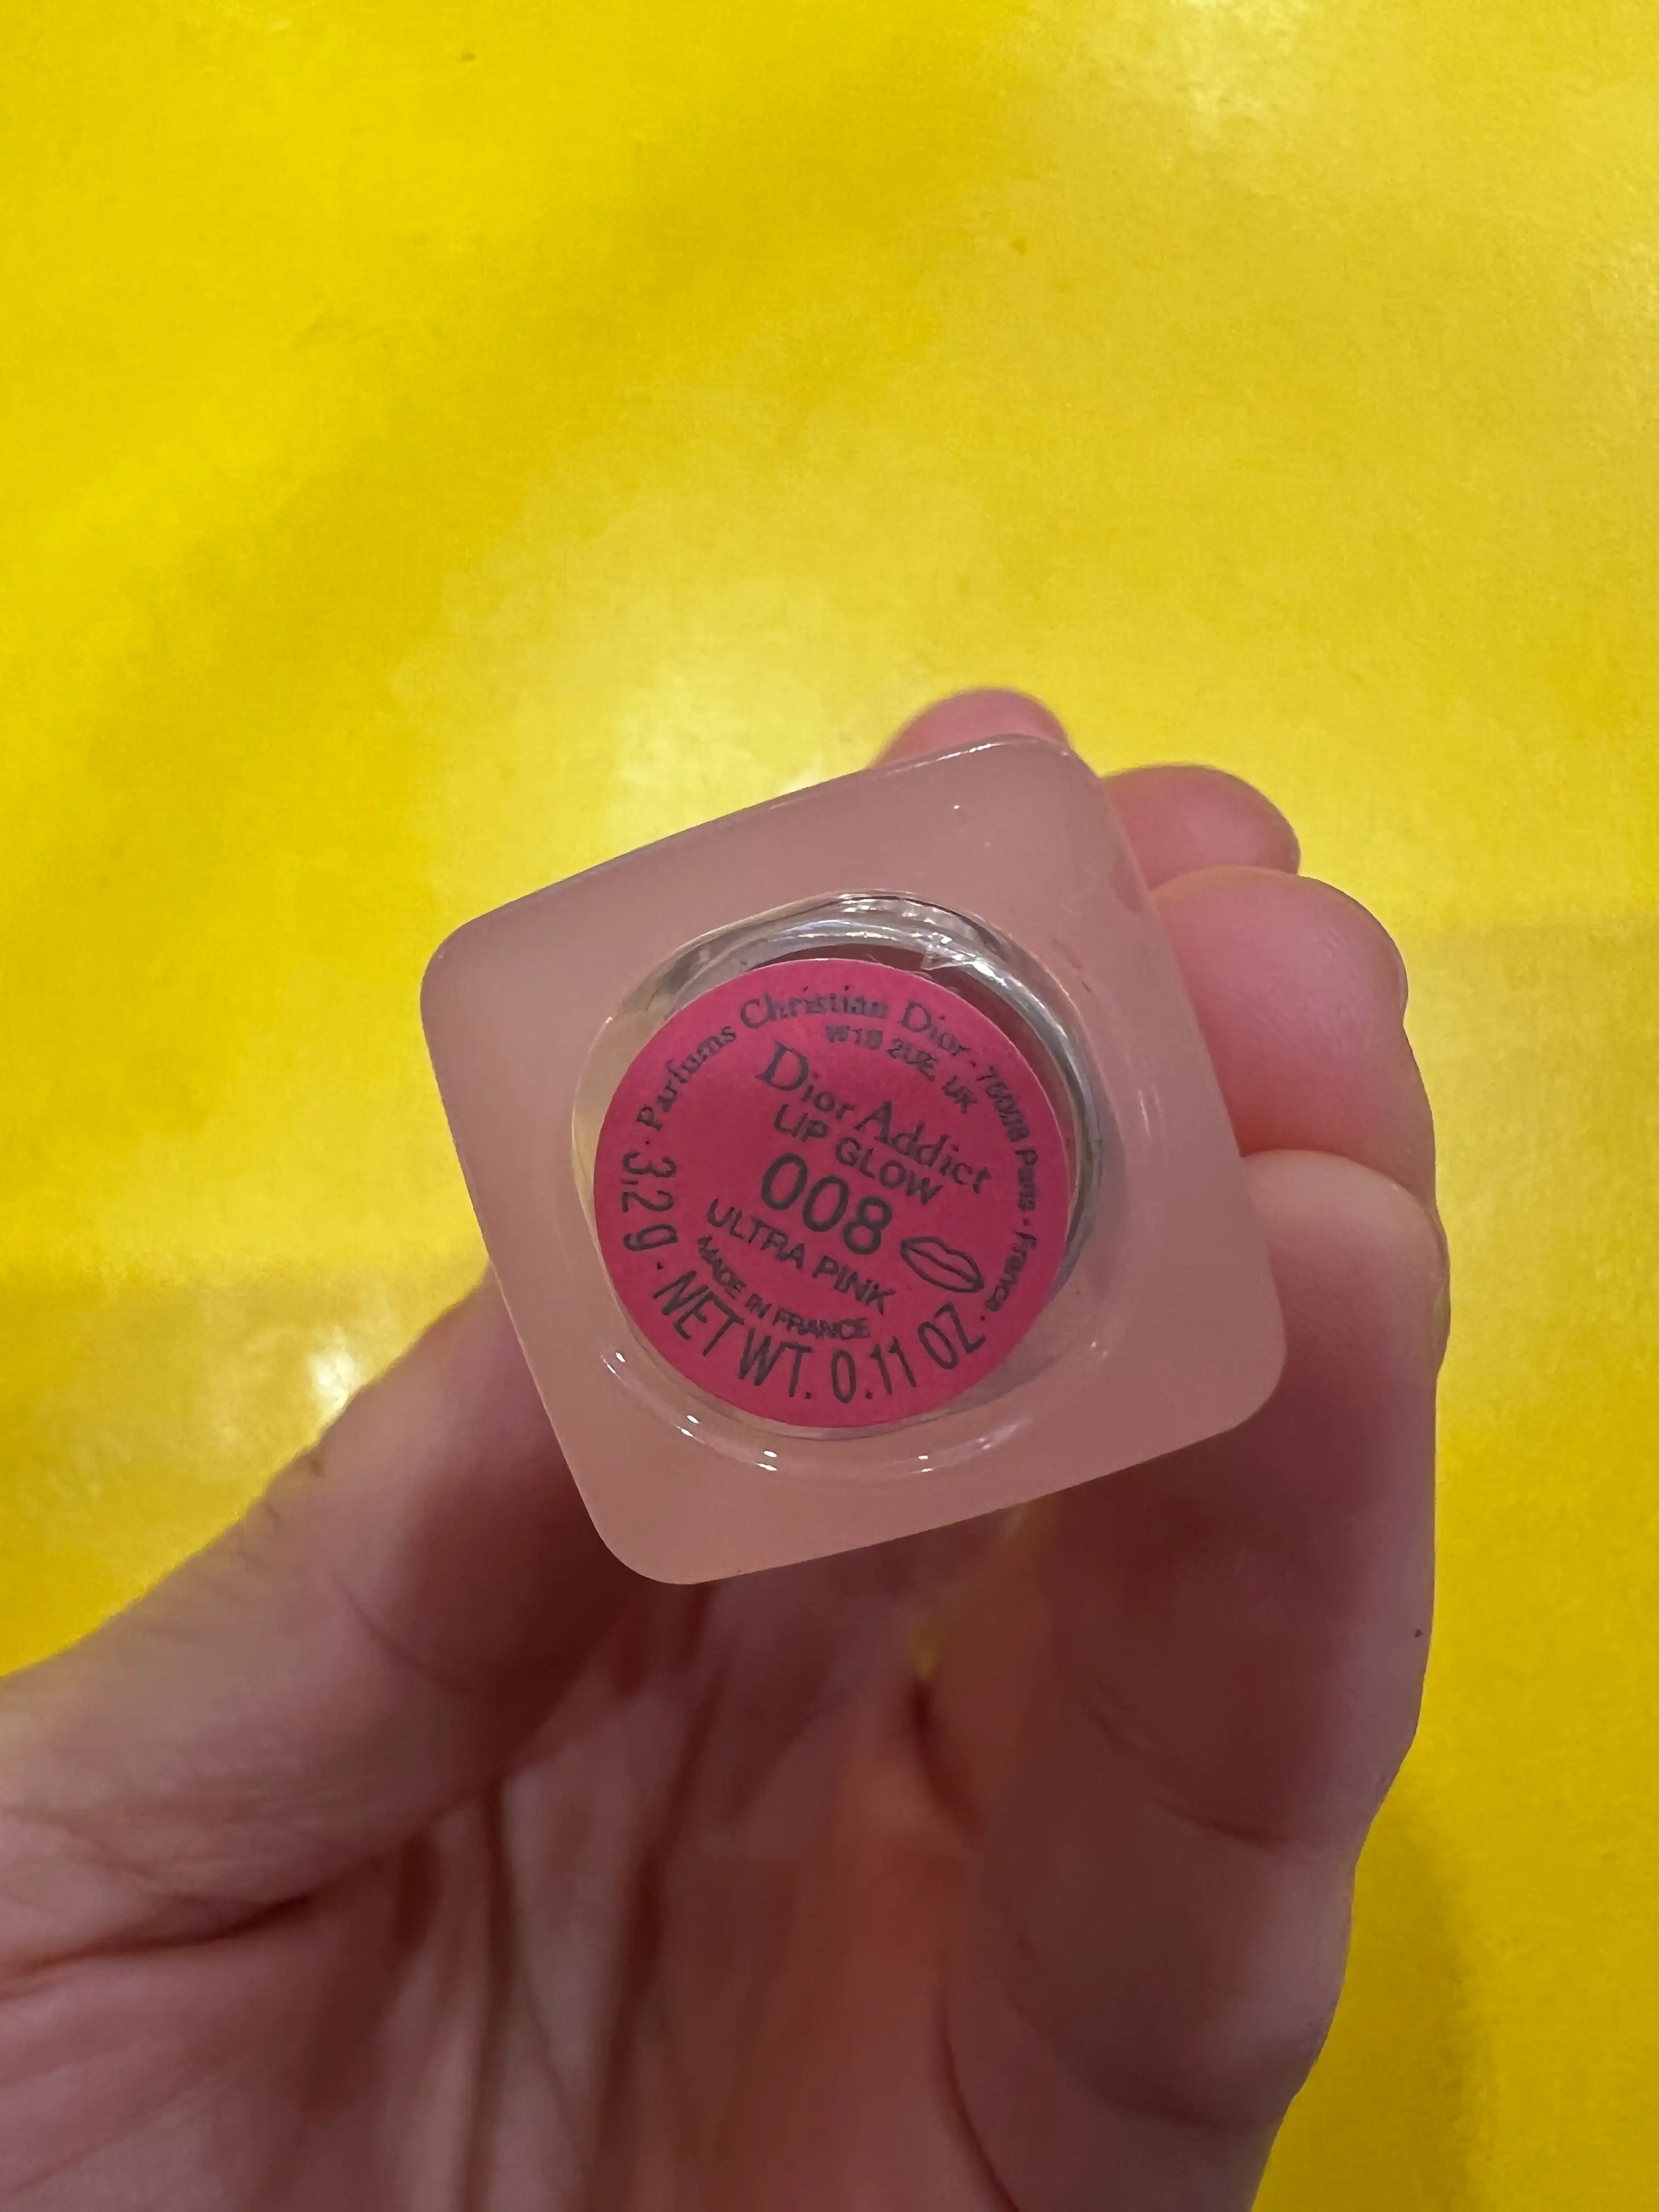 Parfums Christian Dior · 75008 Paris · France ·
W1S 2UE, UK
Dior Addict
LIP GLOW
008
ULTRA PINK
MADE IN FRANCE
3,2 g · NET WT. 0.11 OZ ·